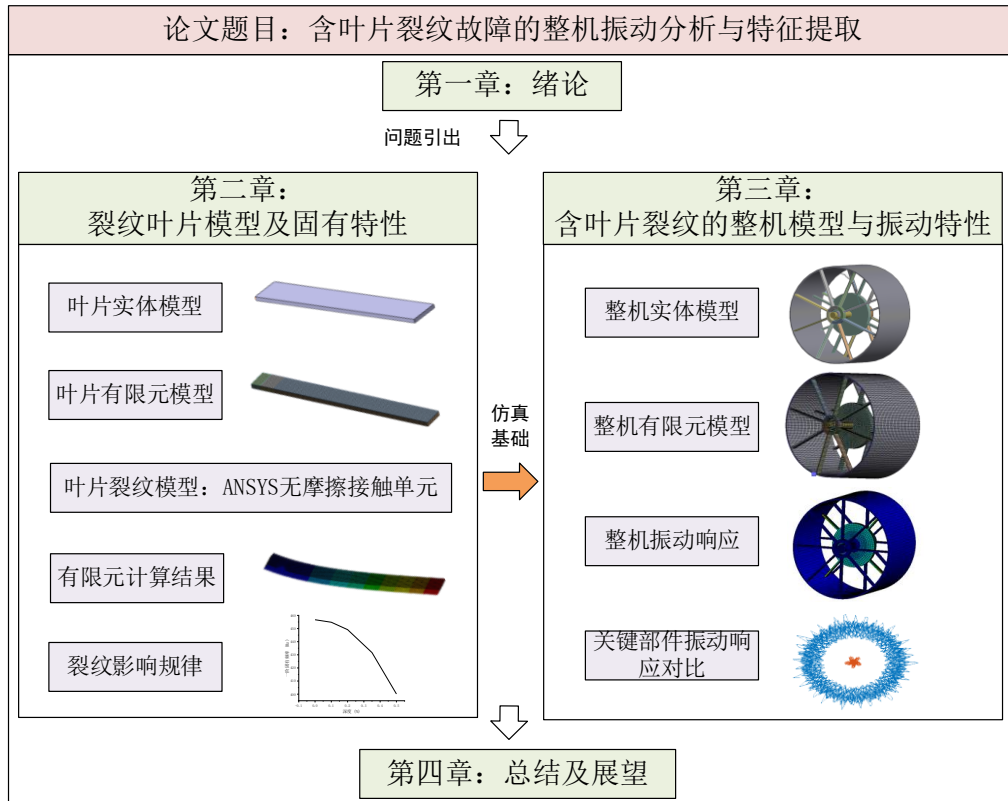 论文题目：含叶片裂纹故障的整机振动分析与特征提取
第一章：绪论
问题引出
第二章：
裂纹叶片模型及固有特性
叶片实体模型
叶片有限元模型
叶片裂纹模型：ANSYS无摩擦接触单元
有限元计算结果
裂纹影响规律
仿真
基础
第三章：
含叶片裂纹的整机模型与振动特性
整机实体模型
整机有限元模型
整机振动响应
关键部件振动响
应对比
第四章：总结及展望